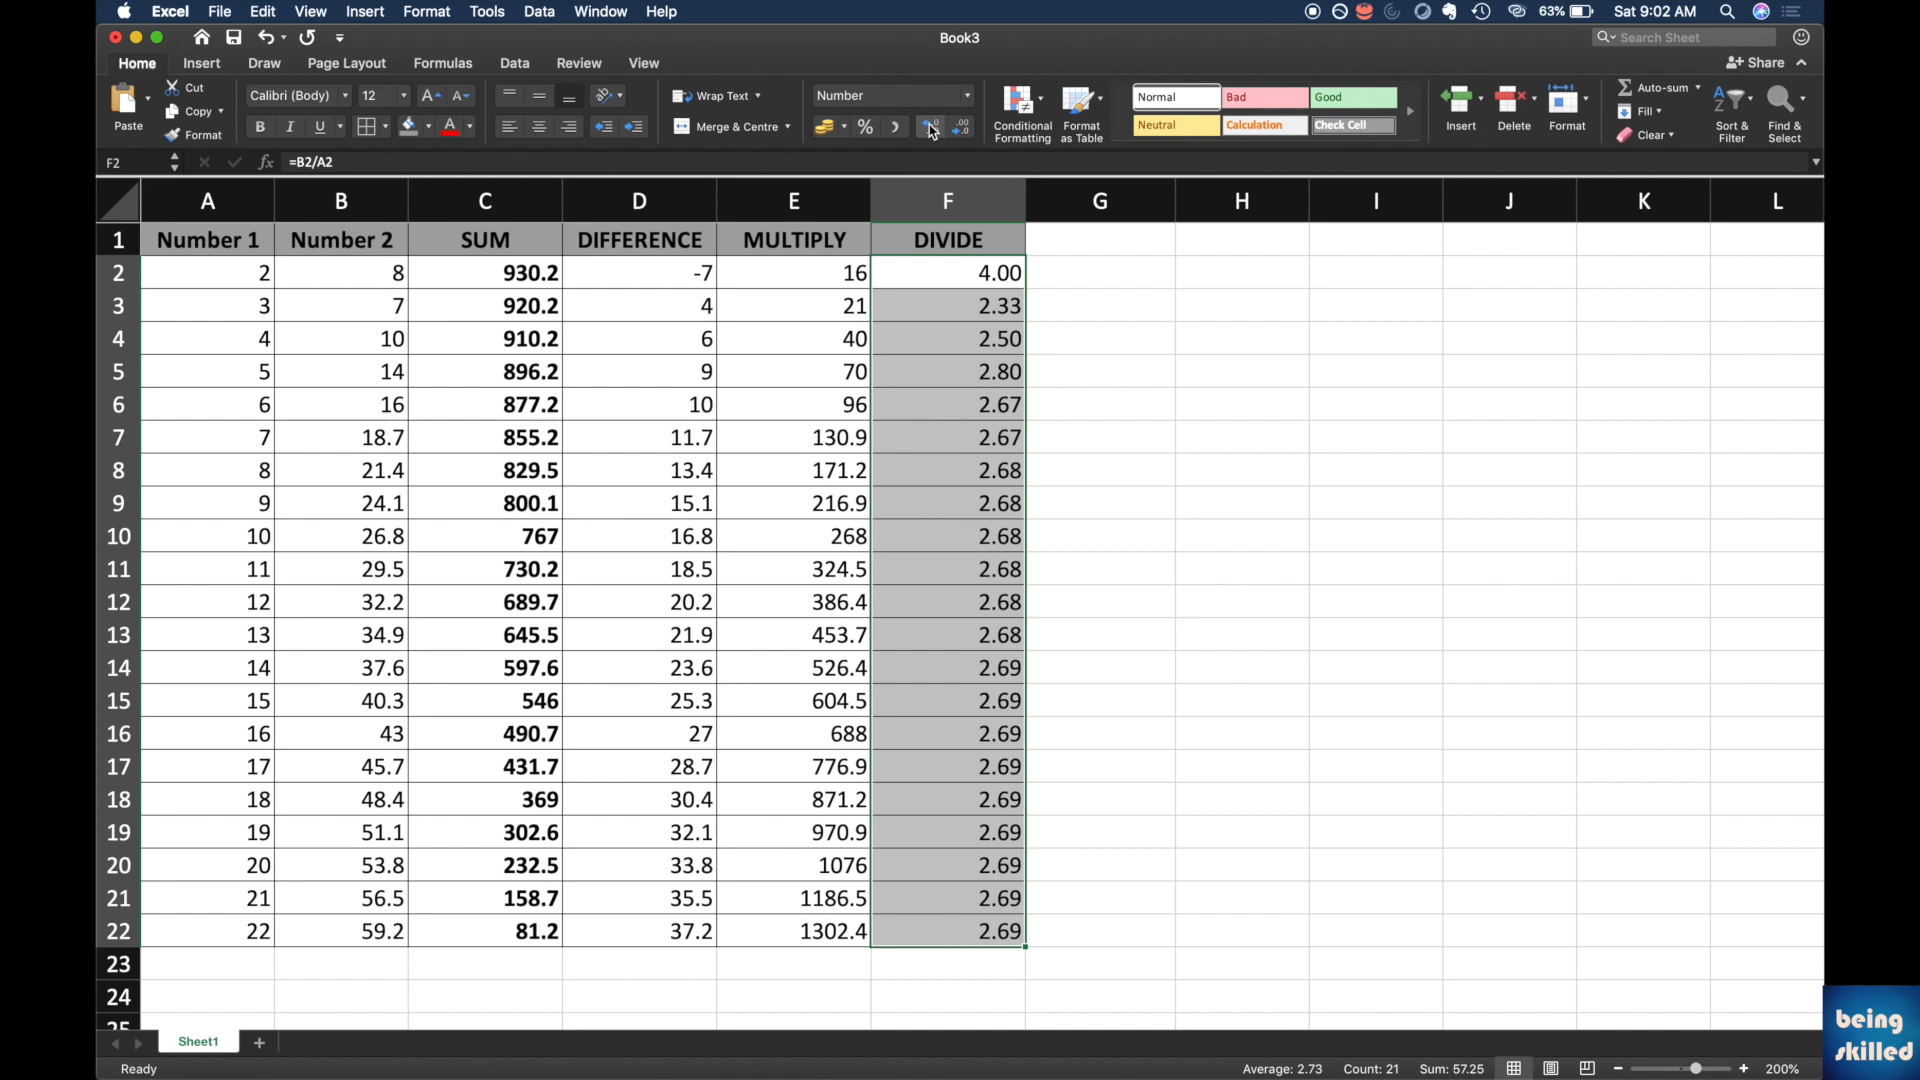 Excel File Edit View Insert Format Tools Data Window Help 63% Sat 9:02 AM
Book3 Search Sheet
Home Insert Draw Page Layout Formulas Data Review View Share
Paste Cut Copy Format
Calibri (Body) 12 A A
B I U A
Wrap Text
Merge & Centre
Number
%
Conditional Formatting
Format as Table
Normal Bad Good
Neutral Calculation Check Cell
Insert Delete Format
Auto-sum
Fill
Clear
Sort & Filter
Find & Select
F2 fx =B2/A2
A B C D E F G H I J K L
1 Number 1 Number 2 SUM DIFFERENCE MULTIPLY DIVIDE
2 2 8 930.2 -7 16 4.00
3 3 7 920.2 4 21 2.33
4 4 10 910.2 6 40 2.50
5 5 14 896.2 9 70 2.80
6 6 16 877.2 10 96 2.67
7 7 18.7 855.2 11.7 130.9 2.67
8 8 21.4 829.5 13.4 171.2 2.68
9 9 24.1 800.1 15.1 216.9 2.68
10 10 26.8 767 16.8 268 2.68
11 11 29.5 730.2 18.5 324.5 2.68
12 12 32.2 689.7 20.2 386.4 2.68
13 13 34.9 645.5 21.9 453.7 2.68
14 14 37.6 597.6 23.6 526.4 2.69
15 15 40.3 546 25.3 604.5 2.69
16 16 43 490.7 27 688 2.69
17 17 45.7 431.7 28.7 776.9 2.69
18 18 48.4 369 30.4 871.2 2.69
19 19 51.1 302.6 32.1 970.9 2.69
20 20 53.8 232.5 33.8 1076 2.69
21 21 56.5 158.7 35.5 1186.5 2.69
22 22 59.2 81.2 37.2 1302.4 2.69
23
24
25
Sheet1 +
Ready Average: 2.73 Count: 21 Sum: 57.25 200%
being
skilled